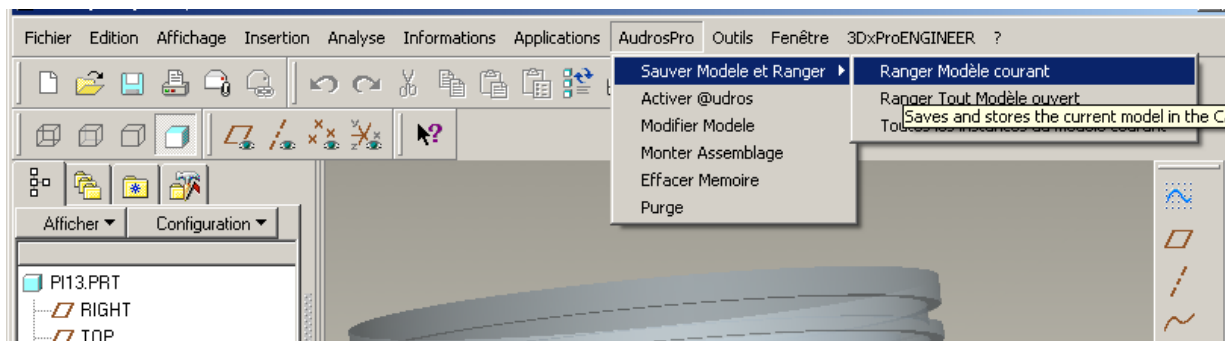 Fichier Edition Affichage Insertion Analyse Informations Applications AudrosPro Outils Fenêtre 3DxProENGINEER ?
Sauver Modele et Ranger
Activer @udros
Modifier Modele
Monter Assemblage
Effacer Memoire
Purge
Ranger Modèle courant
Ranger Tout Modèle ouvert
Saves and stores the current model in the
Afficher Configuration
PI13.PRT
RIGHT
TOP